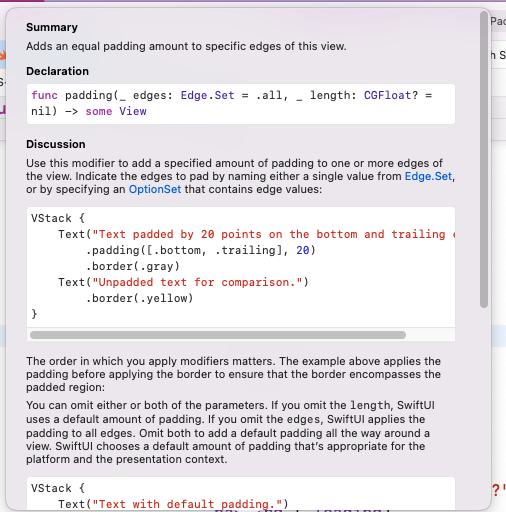 Summary
Adds an equal padding amount to specific edges of this view.
Declaration
func padding(_ edges: Edge.Set = .all, _ length: CGFloat? =
nil) -> some View
Discussion
Use this modifier to add a specified amount of padding to one or more edges of
the view. Indicate the edges to pad by naming either a single value from Edge.Set,
or by specifying an OptionSet that contains edge values:
VStack {
    Text("Text padded by 20 points on the bottom and trailing
        .padding([.bottom, .trailing], 20)
        .border(.gray)
    Text("Unpadded text for comparison.")
        .border(.yellow)
}
The order in which you apply modifiers matters. The example above applies the
padding before applying the border to ensure that the border encompasses the
padded region:
You can omit either or both of the parameters. If you omit the length, SwiftUI
uses a default amount of padding. If you omit the edges, SwiftUI applies the
padding to all edges. Omit both to add a default padding all the way around a
view. SwiftUI chooses a default amount of padding that's appropriate for the
platform and the presentation context.
VStack {
    Text("Text with default padding.")